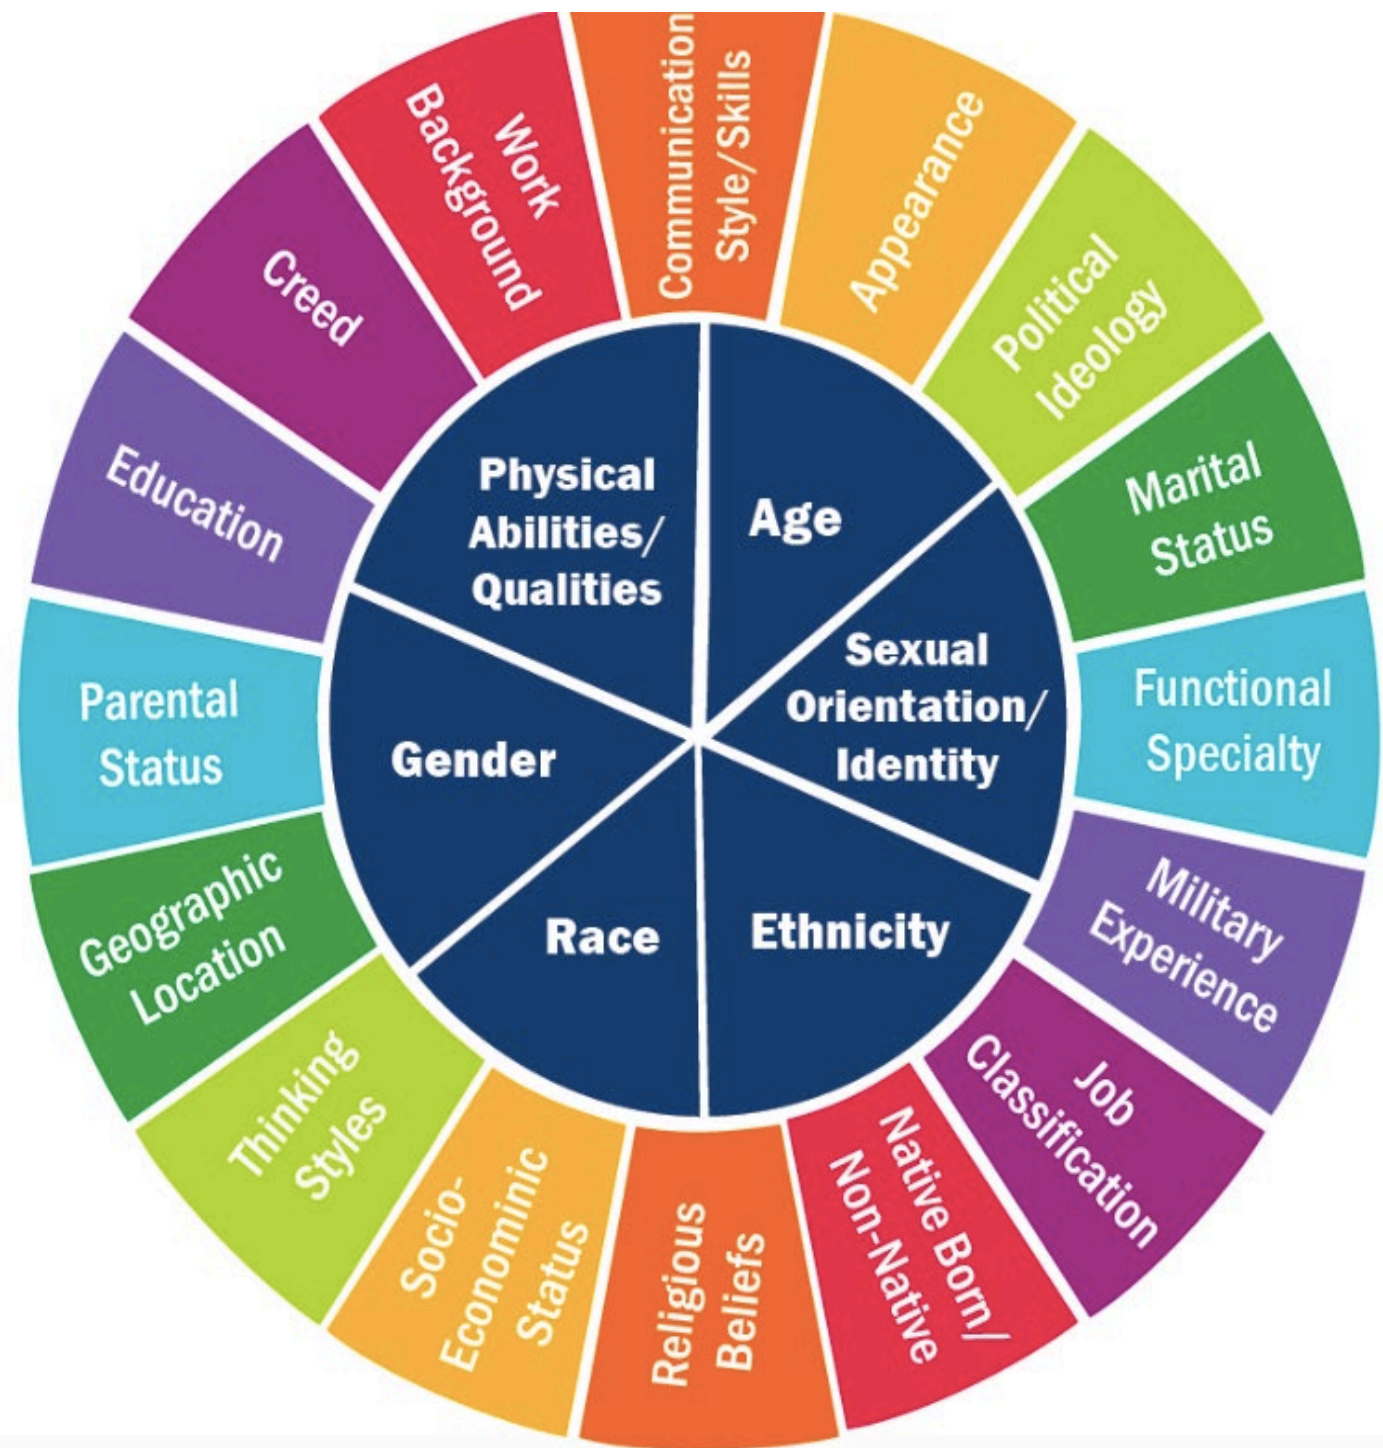 Communication
Style/Skills
Appearance
Political
Ideology
Marital
Status
Functional
Specialty
Military
Experience
Job
Classification
Native Born/
Non-Native
Religious
Beliefs
Socio-
Econominic
Status
Thinking
Styles
Geographic
Location
Parental
Status
Education
Creed
Work
Background
Physical
Abilities/
Qualities
Age
Sexual
Orientation/
Identity
Ethnicity
Race
Gender